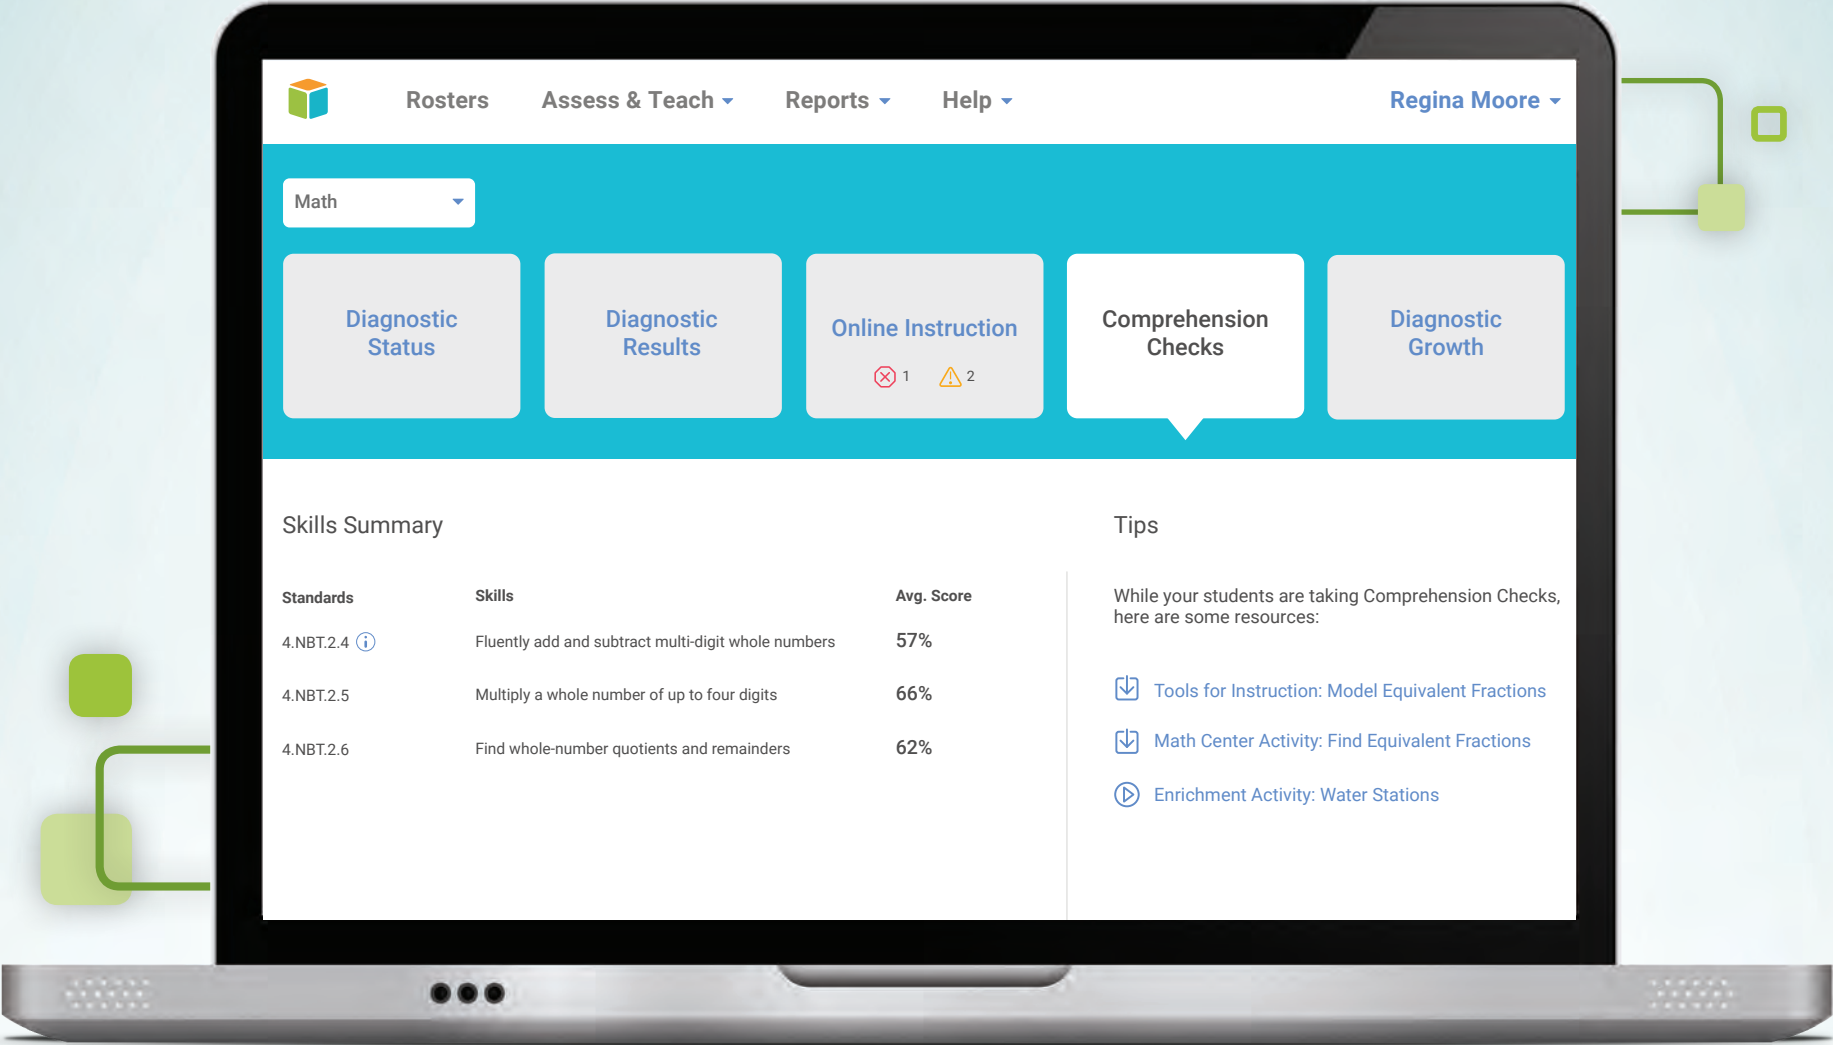 Rosters Assess & Teach Reports Help Regina Moore
Math
Diagnostic
Status
Diagnostic
Results
Online Instruction
1 2
Comprehension
Checks
Diagnostic
Growth
Skills Summary
Standards Skills Avg. Score
4.NBT.2.4 Fluently add and subtract multi-digit whole numbers 57%
4.NBT.2.5 Multiply a whole number of up to four digits 66%
4.NBT.2.6 Find whole-number quotients and remainders 62%
Tips
While your students are taking Comprehension Checks,
here are some resources:
Tools for Instruction: Model Equivalent Fractions
Math Center Activity: Find Equivalent Fractions
Enrichment Activity: Water Stations